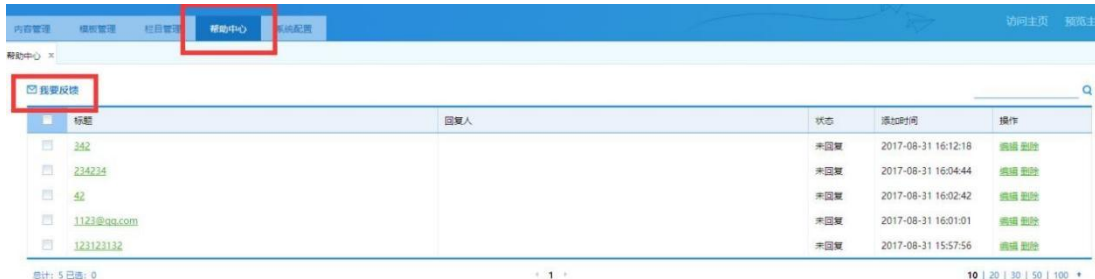 内容管理 模板管理 栏目管理 帮助中心 系统配置 访问主页
帮助中心 ×
我要反馈
标题 回复人 状态 添加时间 操作
342 未回复 2017-08-31 16:12:18 编辑 删除
234234 未回复 2017-08-31 16:04:44 编辑 删除
42 未回复 2017-08-31 16:02:42 编辑 删除
1123@qq.com 未回复 2017-08-31 16:01:01 编辑 删除
123123132 未回复 2017-08-31 15:57:56 编辑 删除
总计: 5 已选: 0 1 10 | 20 | 30 | 50 | 100